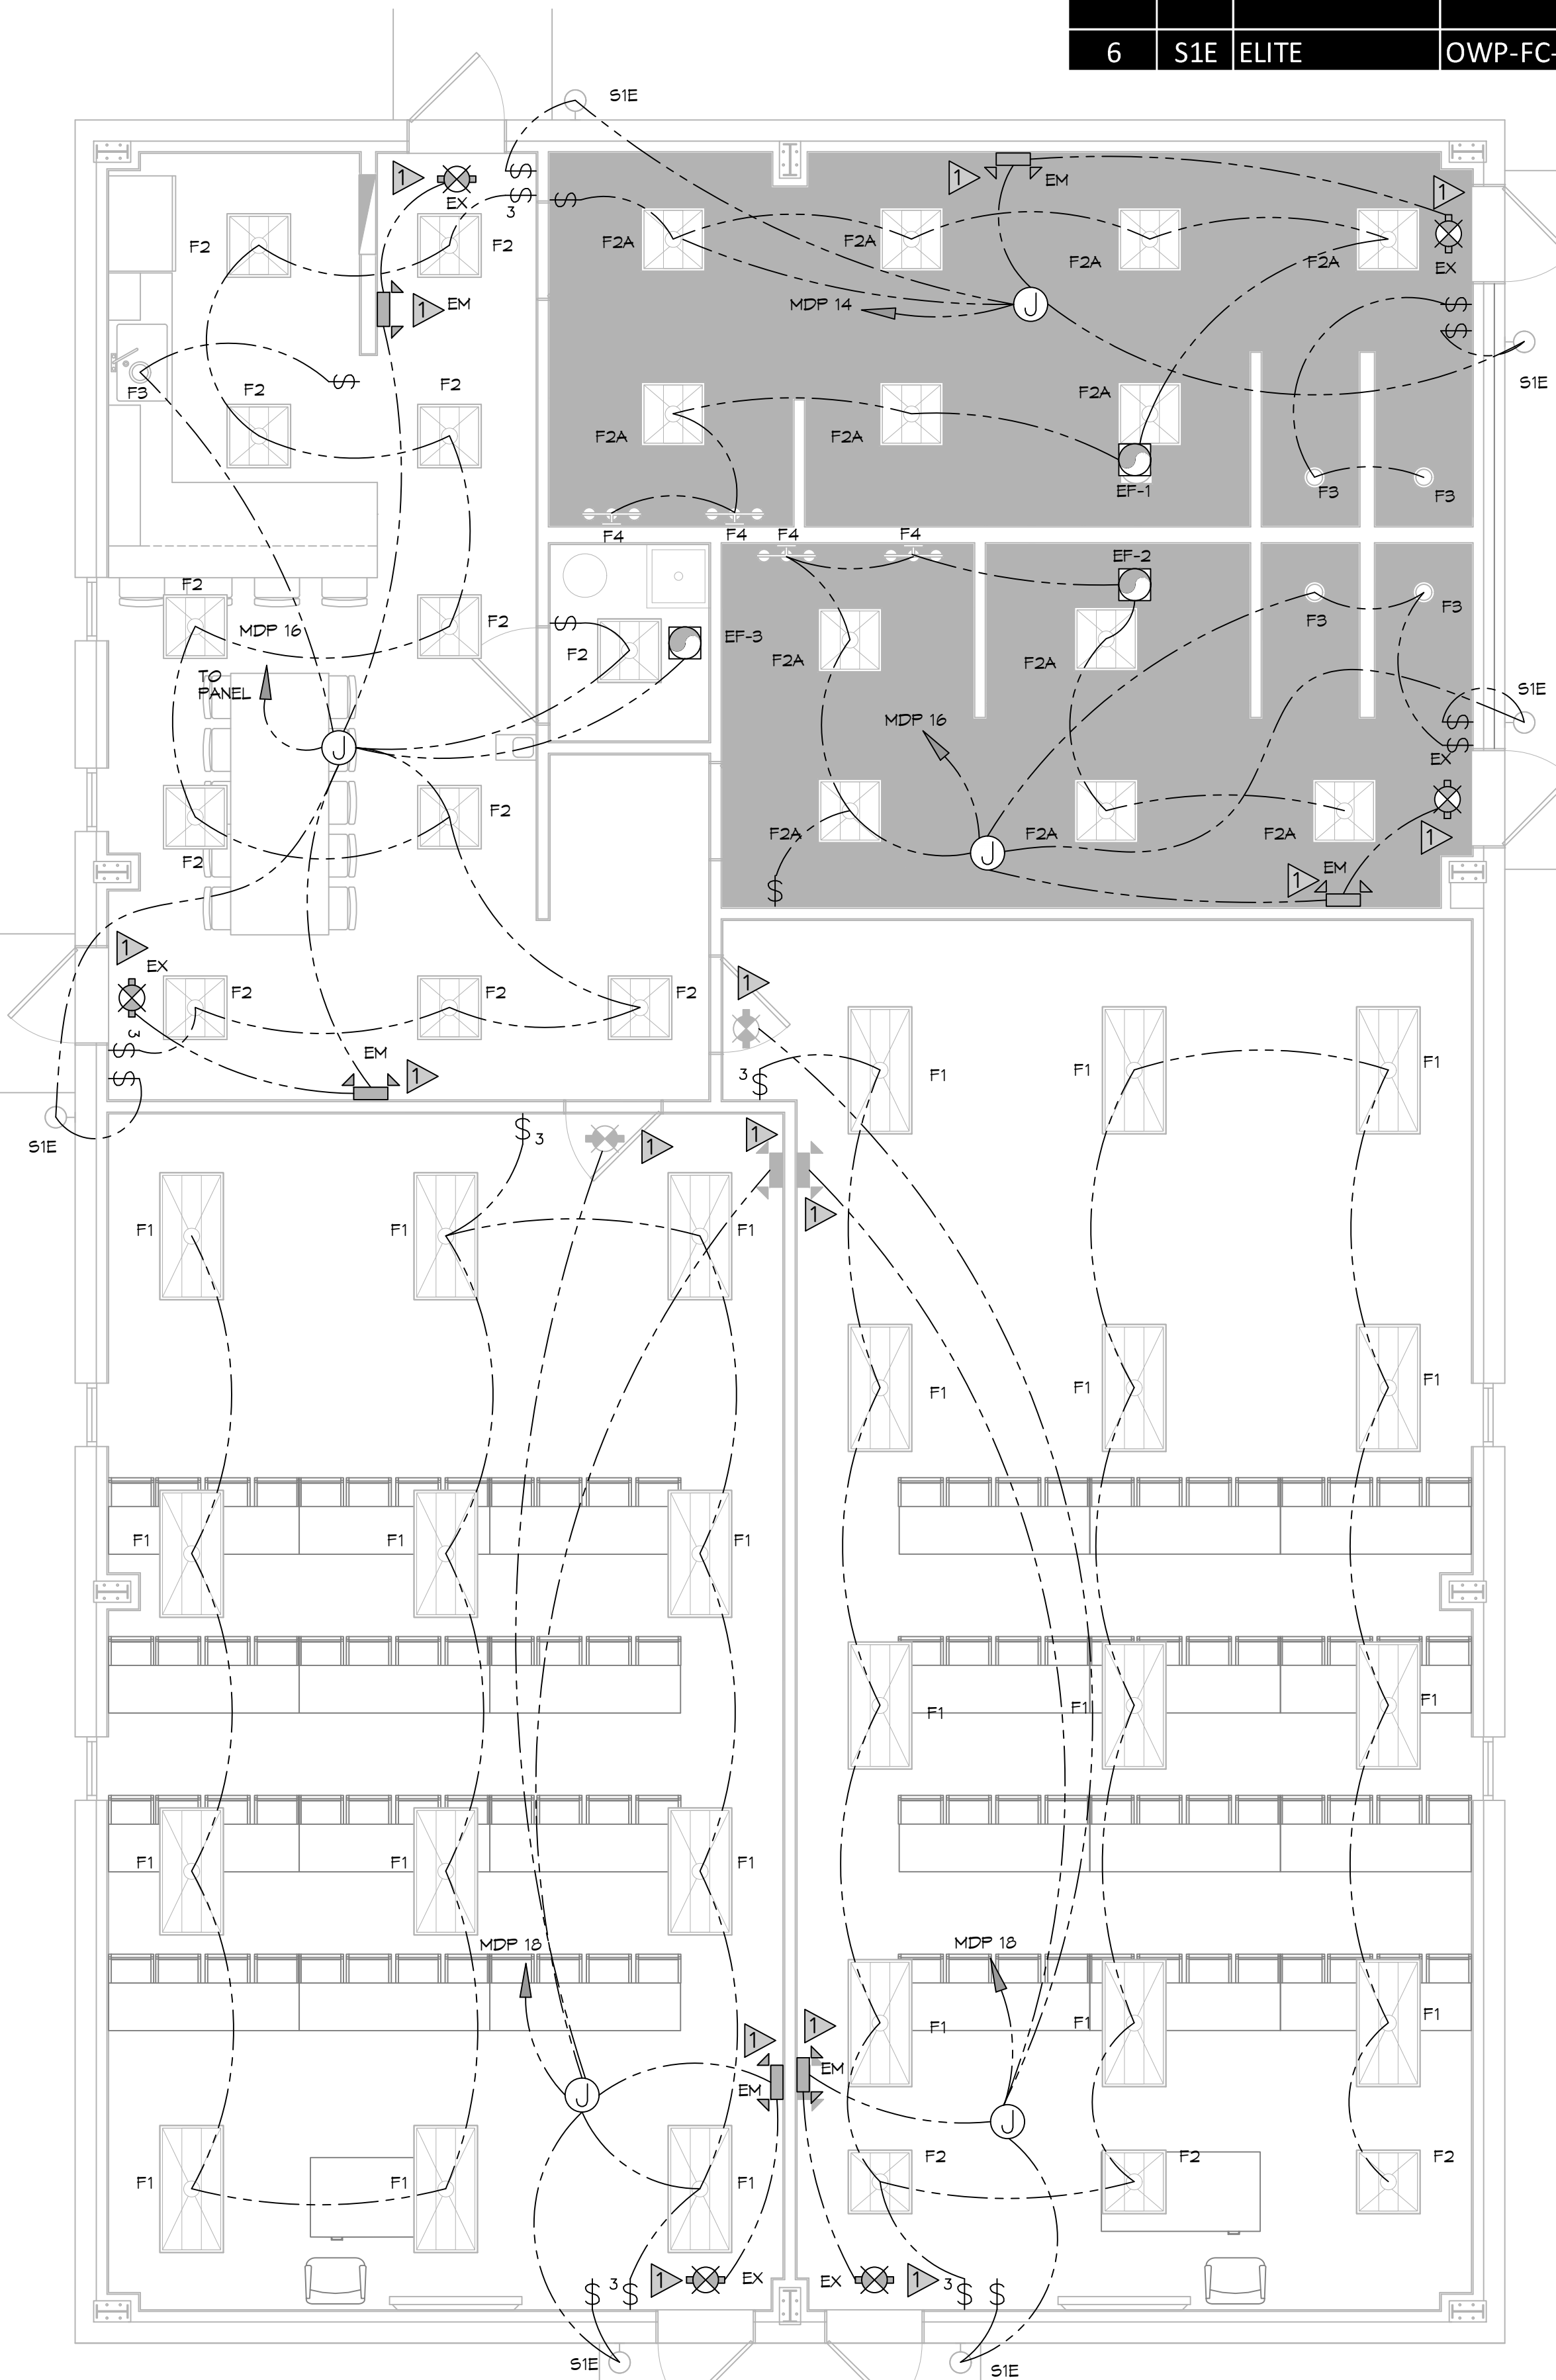 6 S1E ELITE OWP-FC-
S1E
1 EX 3 $ $
$
1 EM
1 EX
F2 F2
F2A F2A F2A F2A
1 EM
MDP 14 J
$ $
S1E
F3 $ F2 F2
F2A
F2A F2A
EF-1
F3 F3
F4 F4 F4 F4
EF-2
F2
MDP 16
F2
$ F2 EF-3
F3 F3
TO
PANEL
F2A F2A
S1E
MDP 16
$ $
EX
J
F2 F2
F2A F2A F2A
J
1
$
1 EM
1
EX
F2 F2 F2
1
3
$ $
EM 1
3 $
F1 F1 F1
S1E
$ 3 1 1
1
F1 F1 F1
F1 F1 F1
F1 F1 F1
F1 F1 F1
F1 F1 F1
MDP 18 MDP 18
F1 F1 F1
1 1
EM EM
J J
F1 F1 F1
F2 F2 F2
$ 3 $ 1 EX
EX 1 3 $ $
S1E S1E